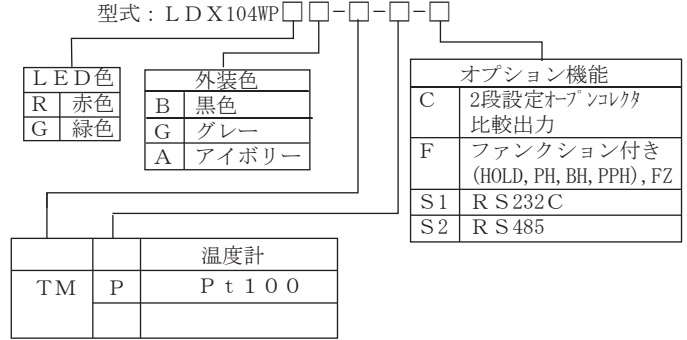 型式：ＬＤＸ104WP□□-□-□-□
ＬＥＤ色
Ｒ 赤色
Ｇ 緑色
外装色
Ｂ 黒色
Ｇ グレー
Ａ アイボリー
オプション機能
Ｃ 2段設定ｵｰﾌﾟﾝｺﾚｸﾀ
比較出力
Ｆ ファンクション付き
(HOLD,PH,BH,PPH),FZ
Ｓ１ ＲＳ232Ｃ
Ｓ２ ＲＳ485
温度計
ＴＭ Ｐ Ｐｔ１００